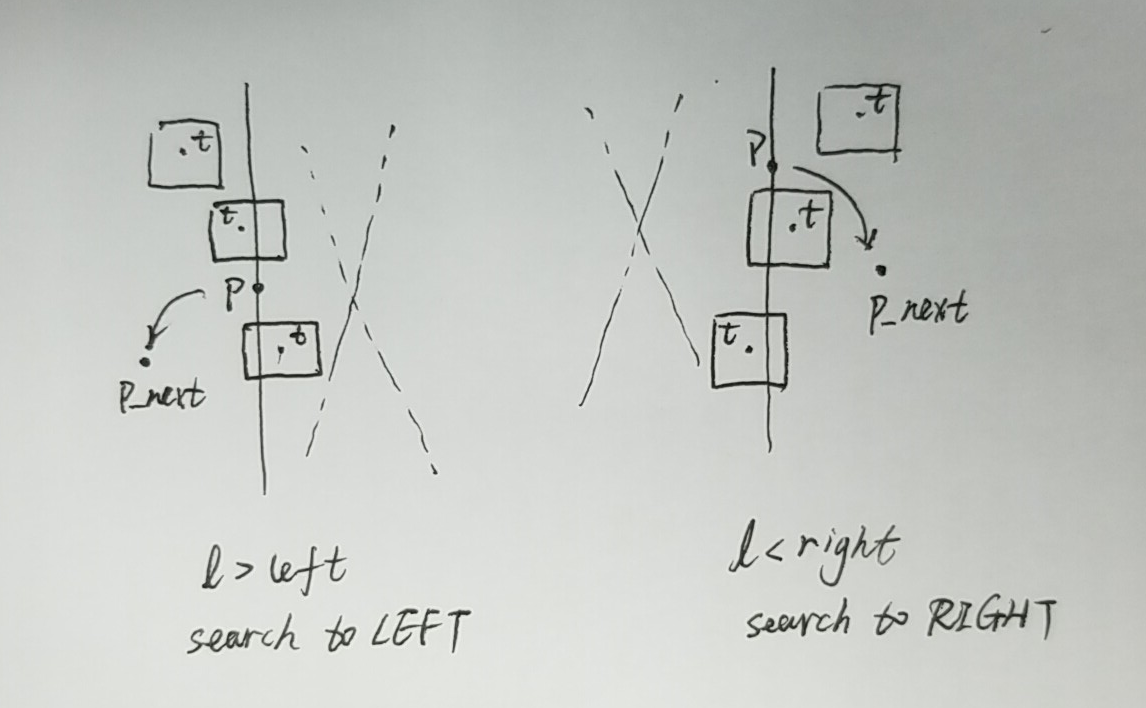 t
t
P
t
P_next
l > left
search to LEFT
t
P
t
P_next
t
l < right
search to RIGHT